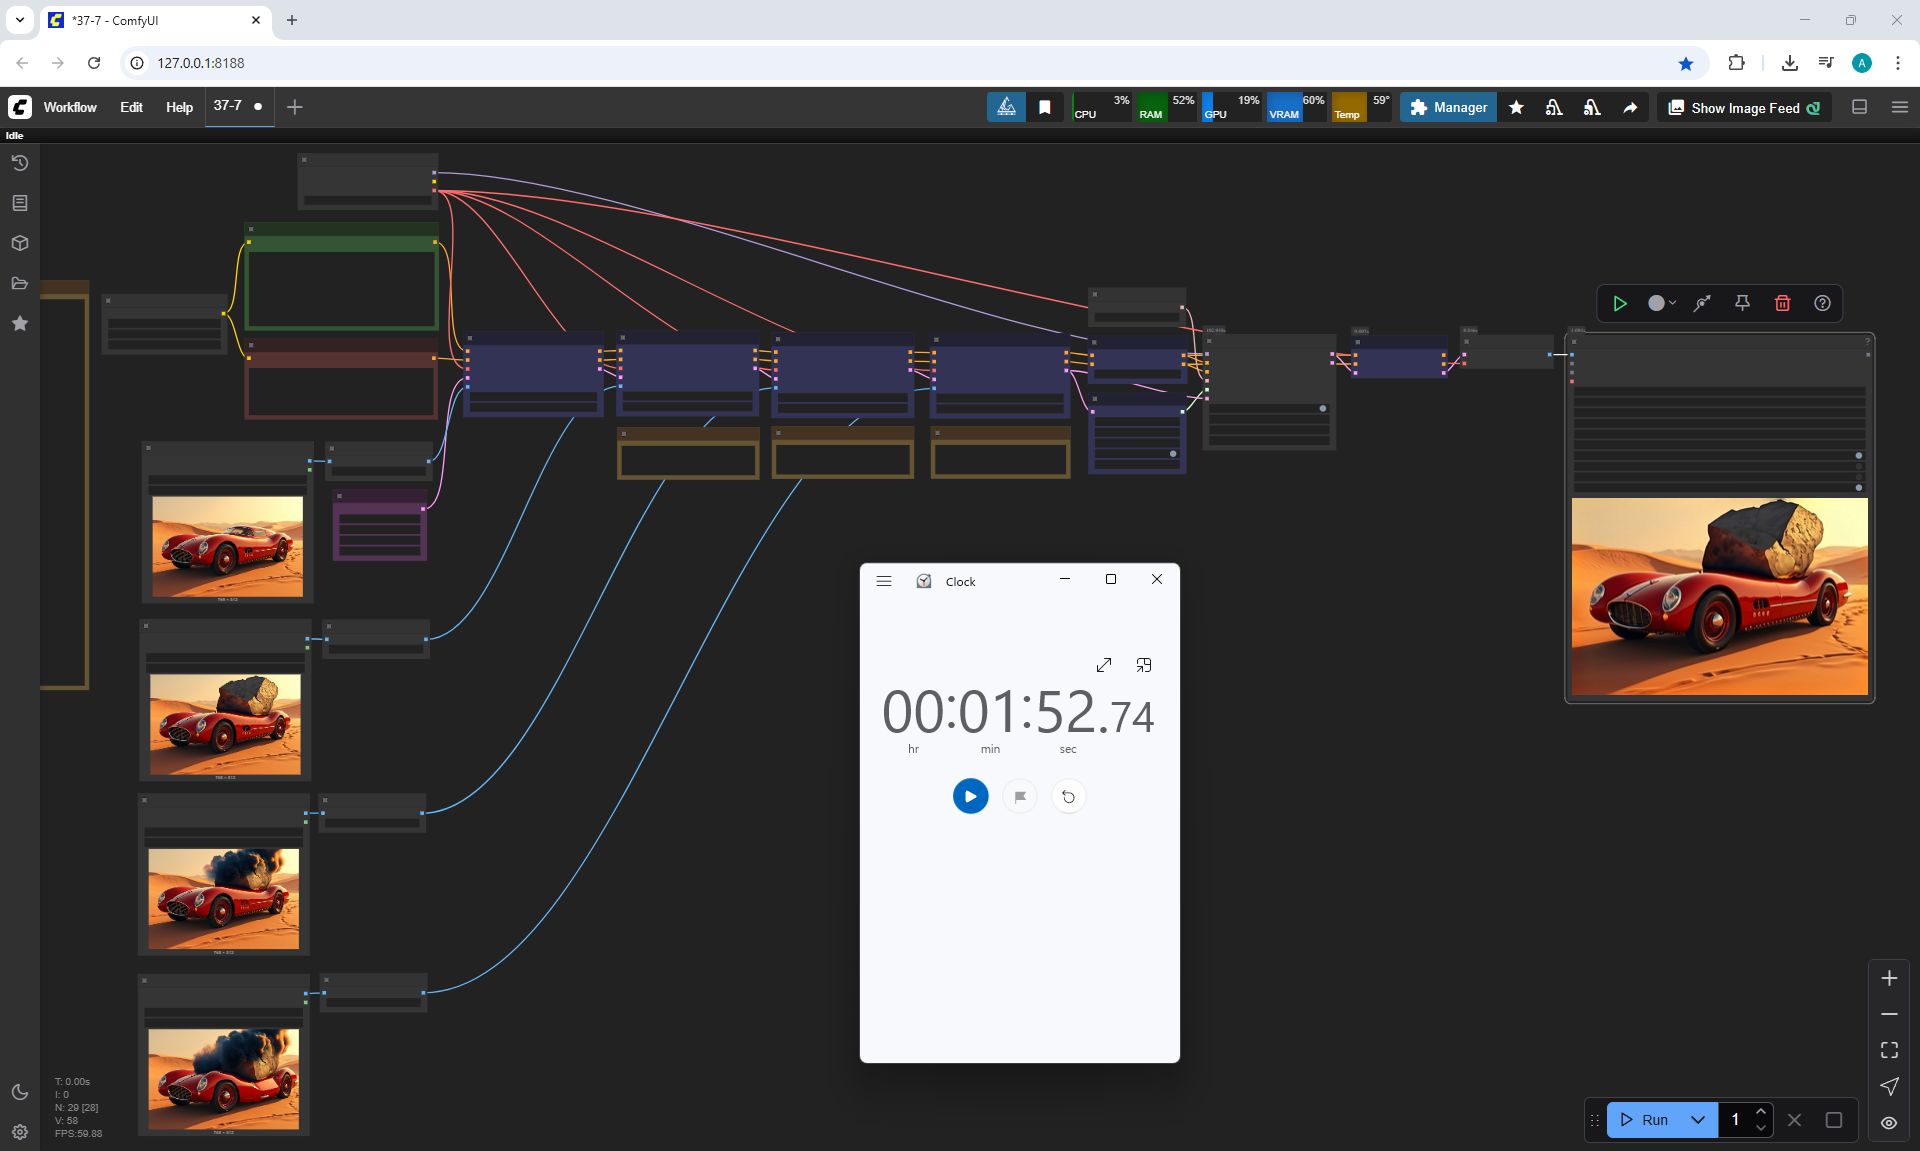 *37-7 - ComfyUI
127.0.0.1:8188
A
Workflow Edit Help 37-7
CPU 3% RAM 52% GPU 19% VRAM 60% Temp 59° Manager Show Image Feed
Idle
Clock
00:01:52.74
hr min sec
T: 0.00s
I: 0
N: 29 [28]
V: 58
FPS:59.88
Run 1